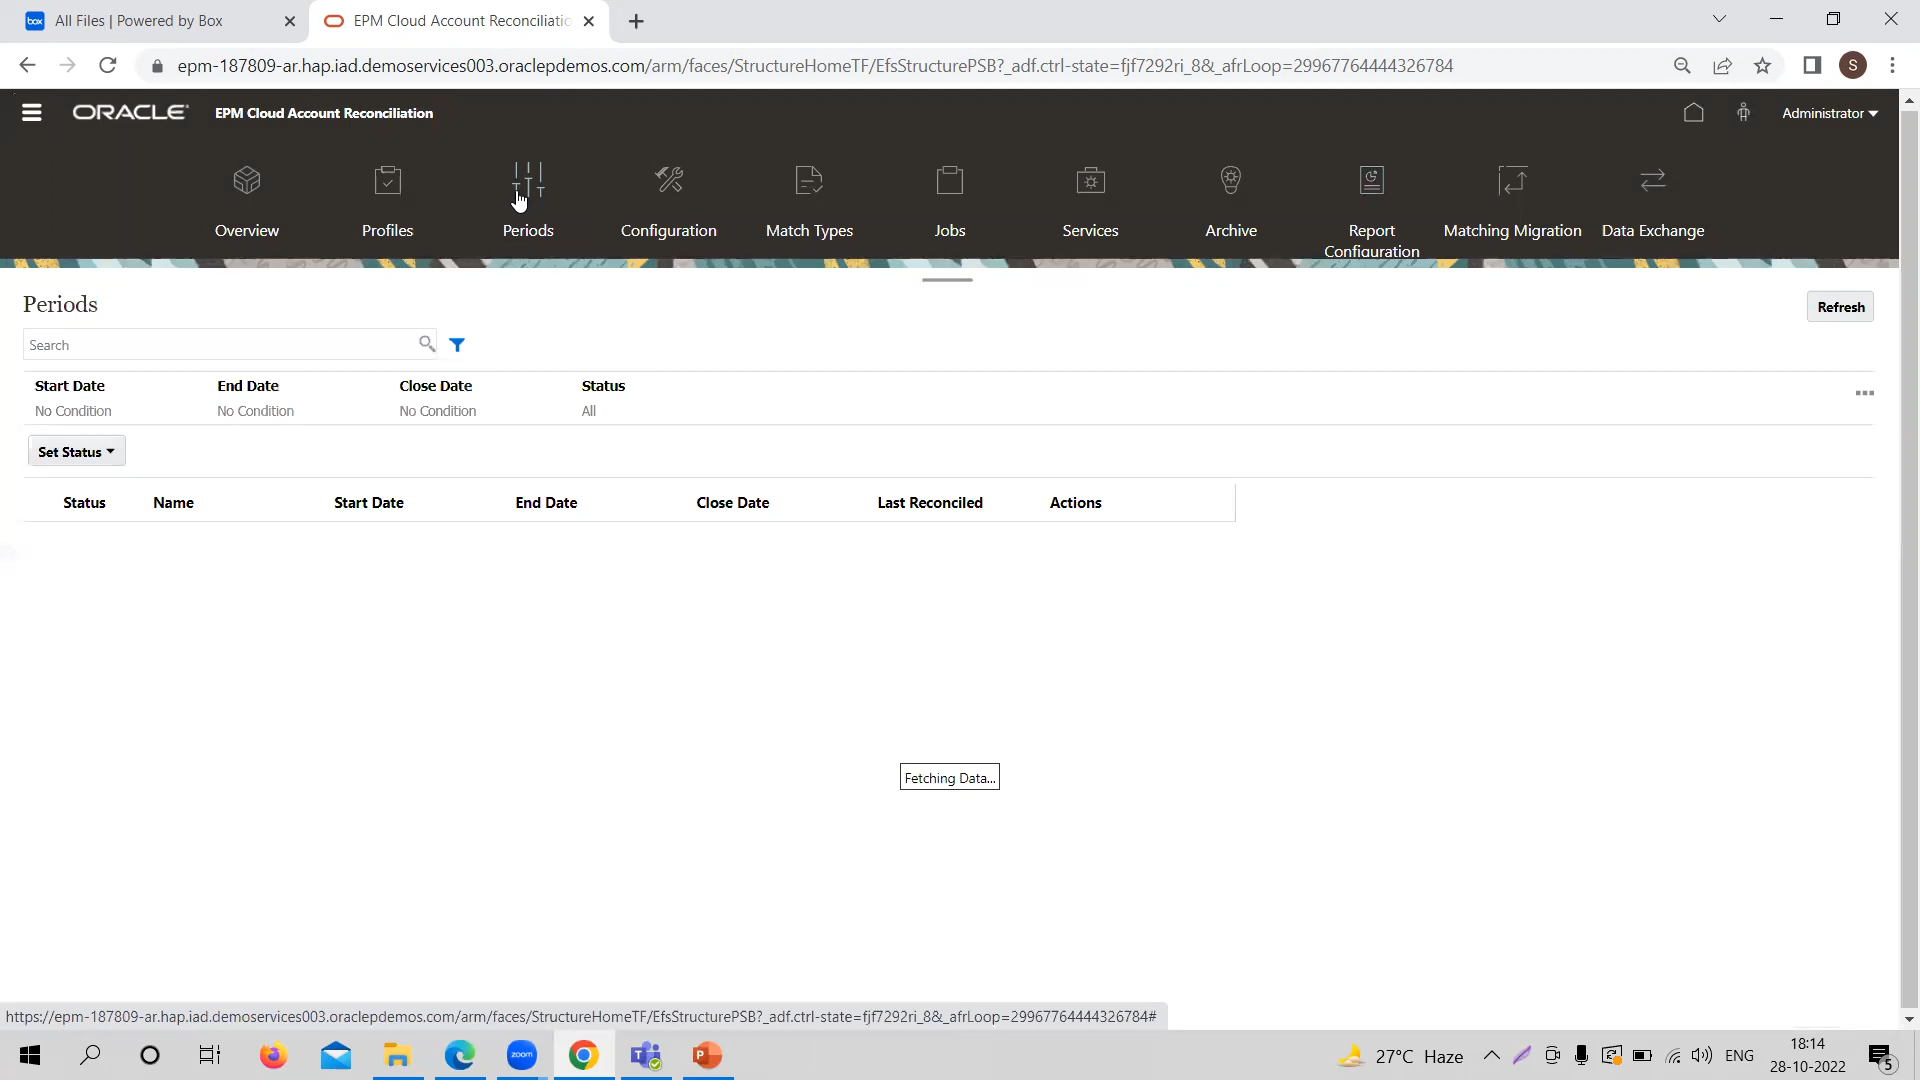 box All Files | Powered by Box
EPM Cloud Account Reconciliatio
epm-187809-ar.hap.iad.demoservices003.oraclepdemos.com/arm/faces/StructureHomeTF/EfsStructurePSB?_adf.ctrl-state=fjf7292ri_8&_afrLoop=29967764444326784
S
ORACLE EPM Cloud Account Reconciliation
Administrator
Overview
Profiles
Periods
Configuration
Match Types
Jobs
Services
Archive
Report
Configuration
Matching Migration
Data Exchange
Periods
Refresh
Search
Start Date End Date Close Date Status
No Condition No Condition No Condition All
Set Status
Status Name Start Date End Date Close Date Last Reconciled Actions
Fetching Data...
https://epm-187809-ar.hap.iad.demoservices003.oraclepdemos.com/arm/faces/StructureHomeTF/EfsStructurePSB?_adf.ctrl-state=fjf7292ri_8&_afrLoop=29967764444326784#
zoom
27°C Haze
ENG
18:14
28-10-2022
5